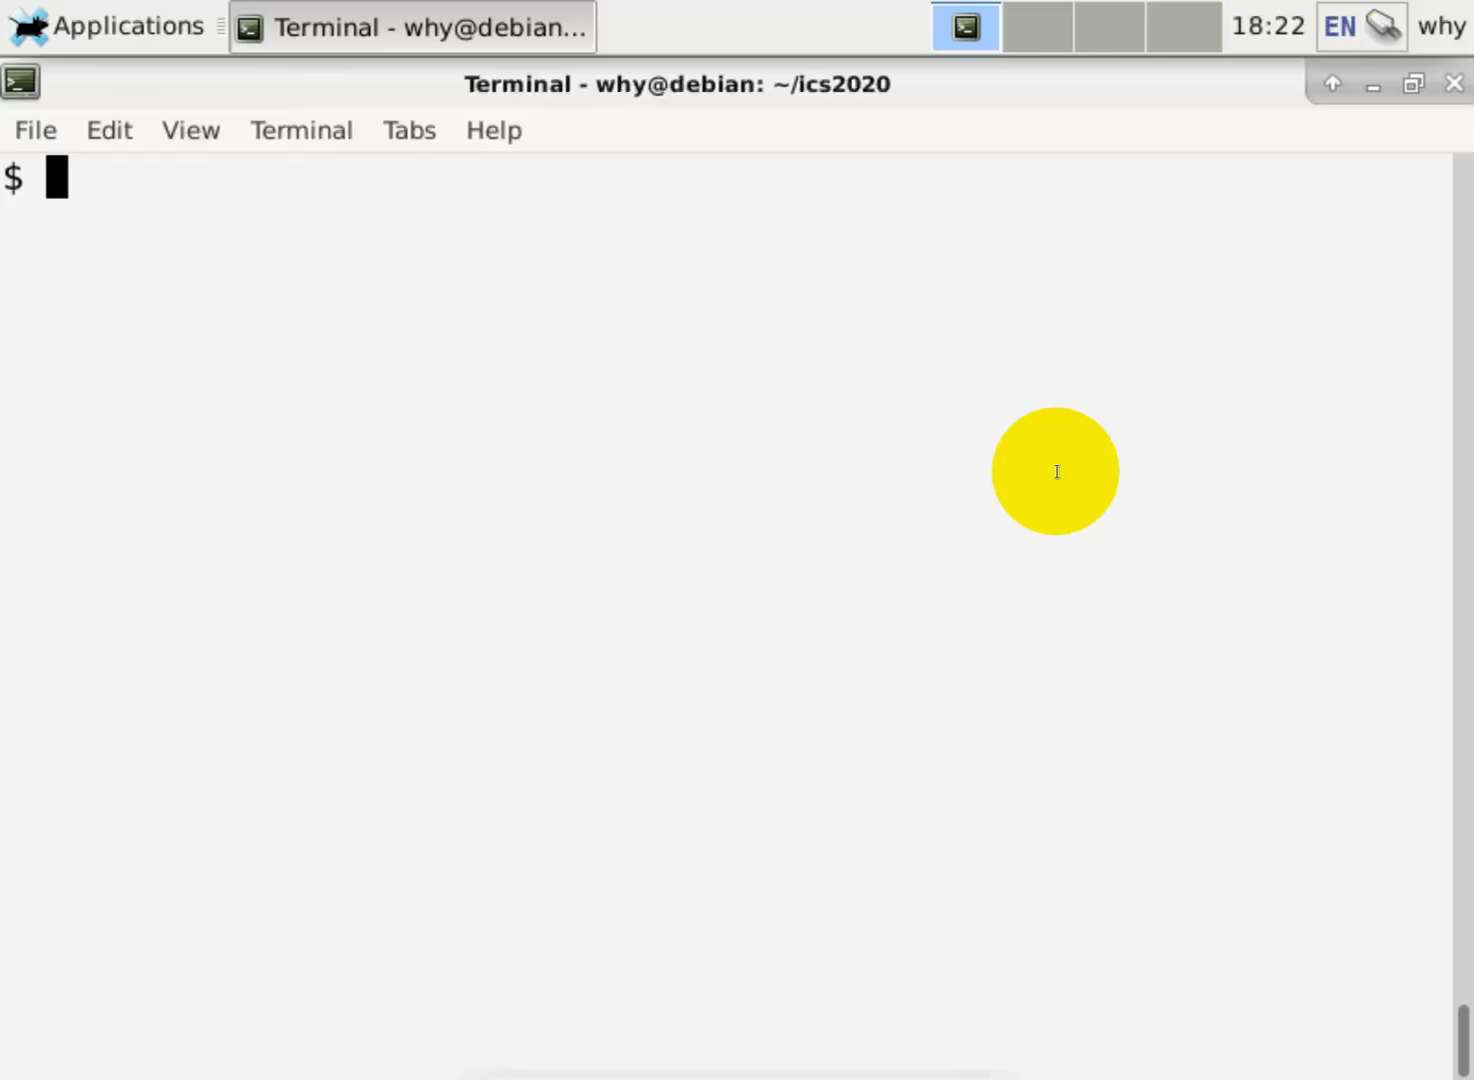 Applications Terminal - why@debian... 18:22 EN why
Terminal - why@debian: ~/ics2020
File Edit View Terminal Tabs Help
$